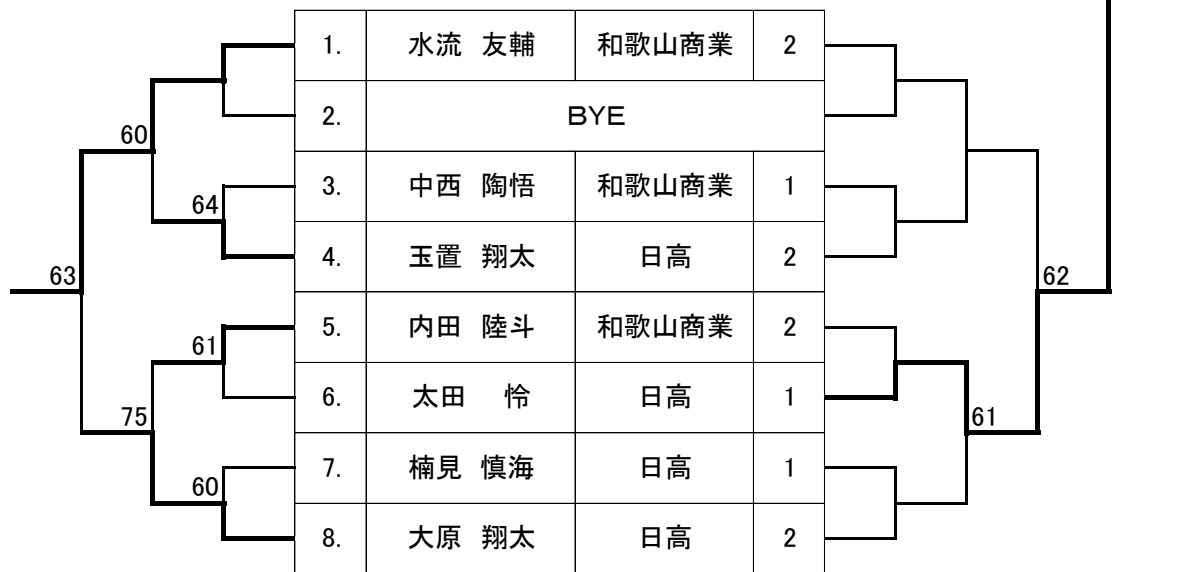 1. 水流 友輔 和歌山商業 2
2. BYE
60
3. 中西 陶悟 和歌山商業 1
64
4. 玉置 翔太 日高 2
63 62
5. 内田 陸斗 和歌山商業 2
61
6. 太田 怜 日高 1
75 61
7. 楠見 慎海 日高 1
60
8. 大原 翔太 日高 2